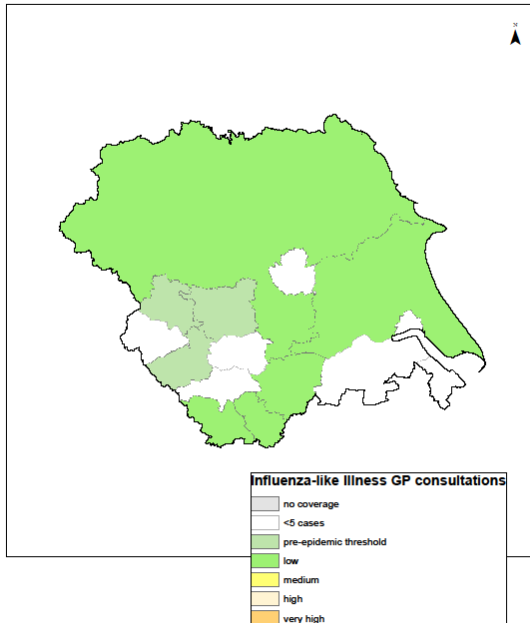 N
Influenza-like Illness GP consultations
no coverage
<5 cases
pre-epidemic threshold
low
medium
high
very high